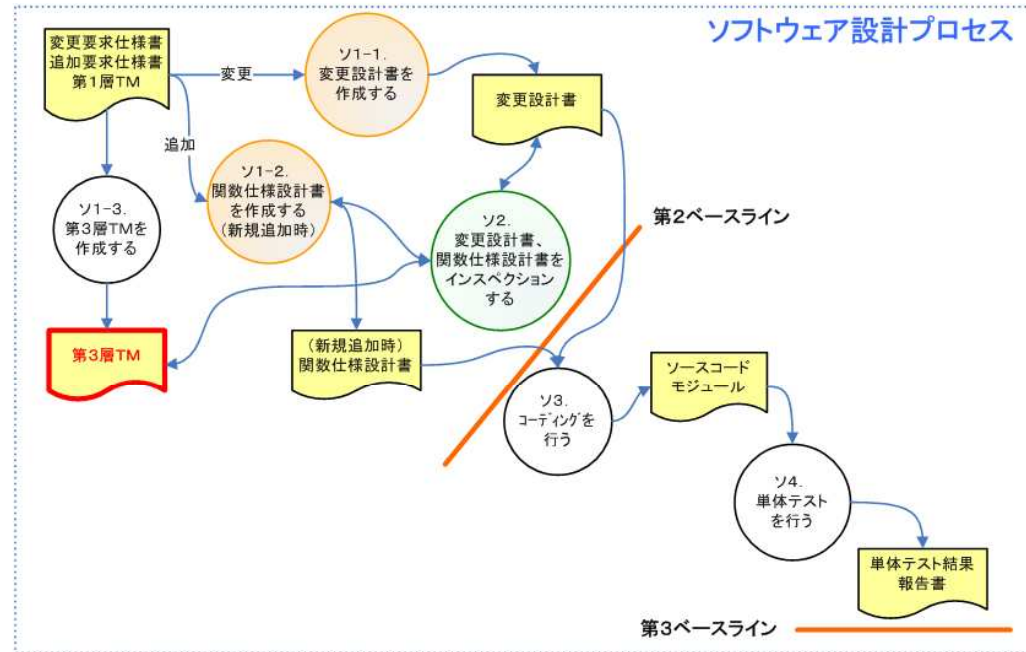 ソフトウェア設計プロセス
変更要求仕様書
追加要求仕様書
第1層TM
変更
追加
ソ1-1.
変更設計書を
作成する
変更設計書
ソ1-2.
関数仕様設計書
を作成する
(新規追加時)
ソ1-3.
第3層TMを
作成する
ソ2.
変更設計書、
関数仕様設計書を
インスペクション
する
第2ベースライン
第3層TM
(新規追加時)
関数仕様設計書
ソ3.
コーディングを
行う
ソースコード
モジュール
ソ4.
単体テスト
を行う
単体テスト結果
報告書
第3ベースライン